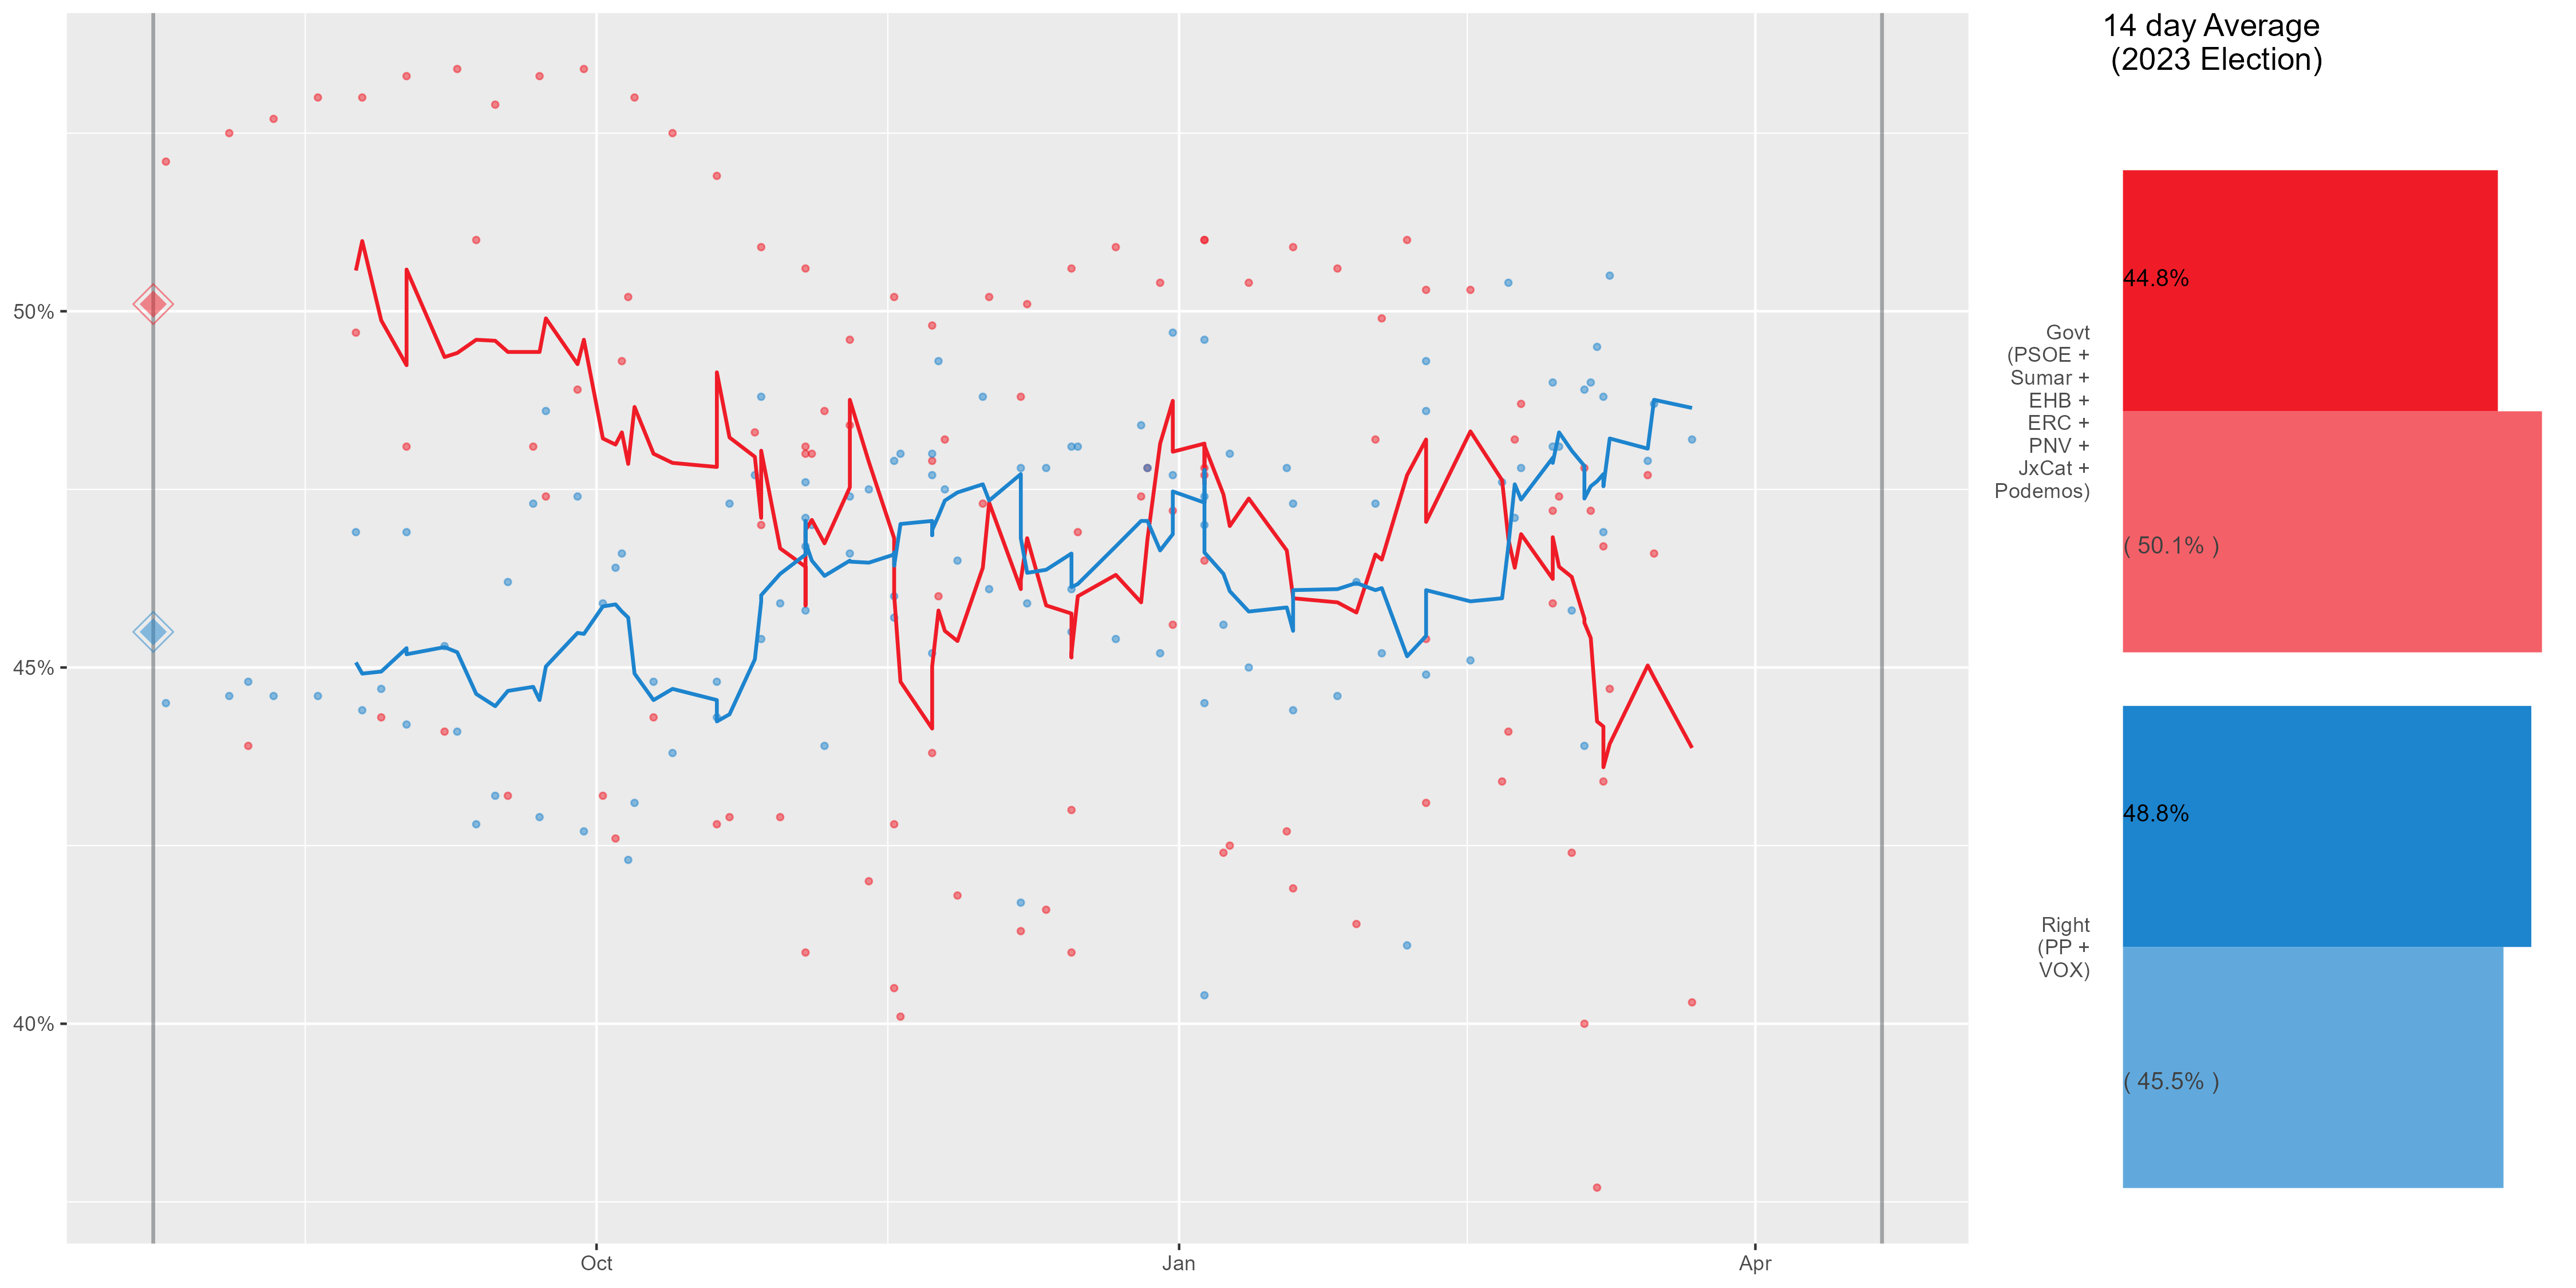 14 day Average
(2023 Election)
50%
45%
40%
Oct
Jan
Apr
Govt
(PSOE +
Sumar +
EHB +
ERC +
PNV +
JxCat +
Podemos)
44.8%
( 50.1% )
Right
(PP +
VOX)
48.8%
( 45.5% )